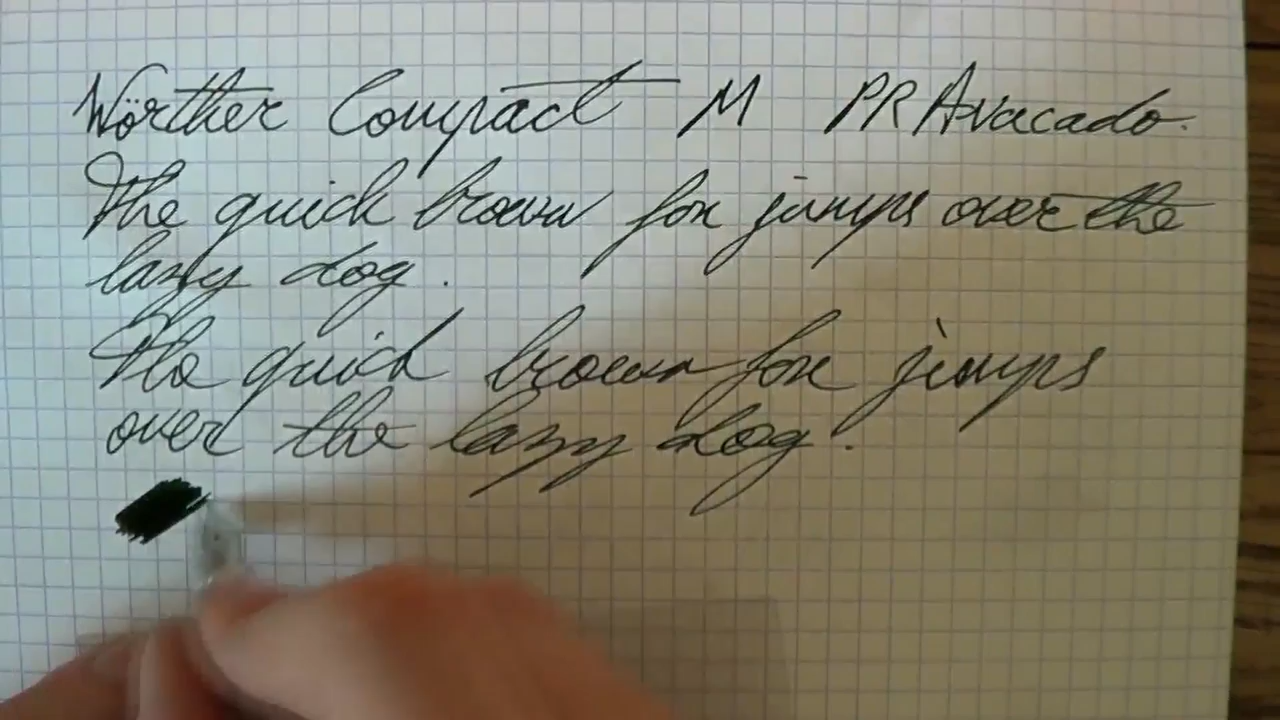 Wörther Compact M PR Avacado.
The quick brown fox jumps over the
lazy dog.
The quick brown fox jumps
over the lazy dog.